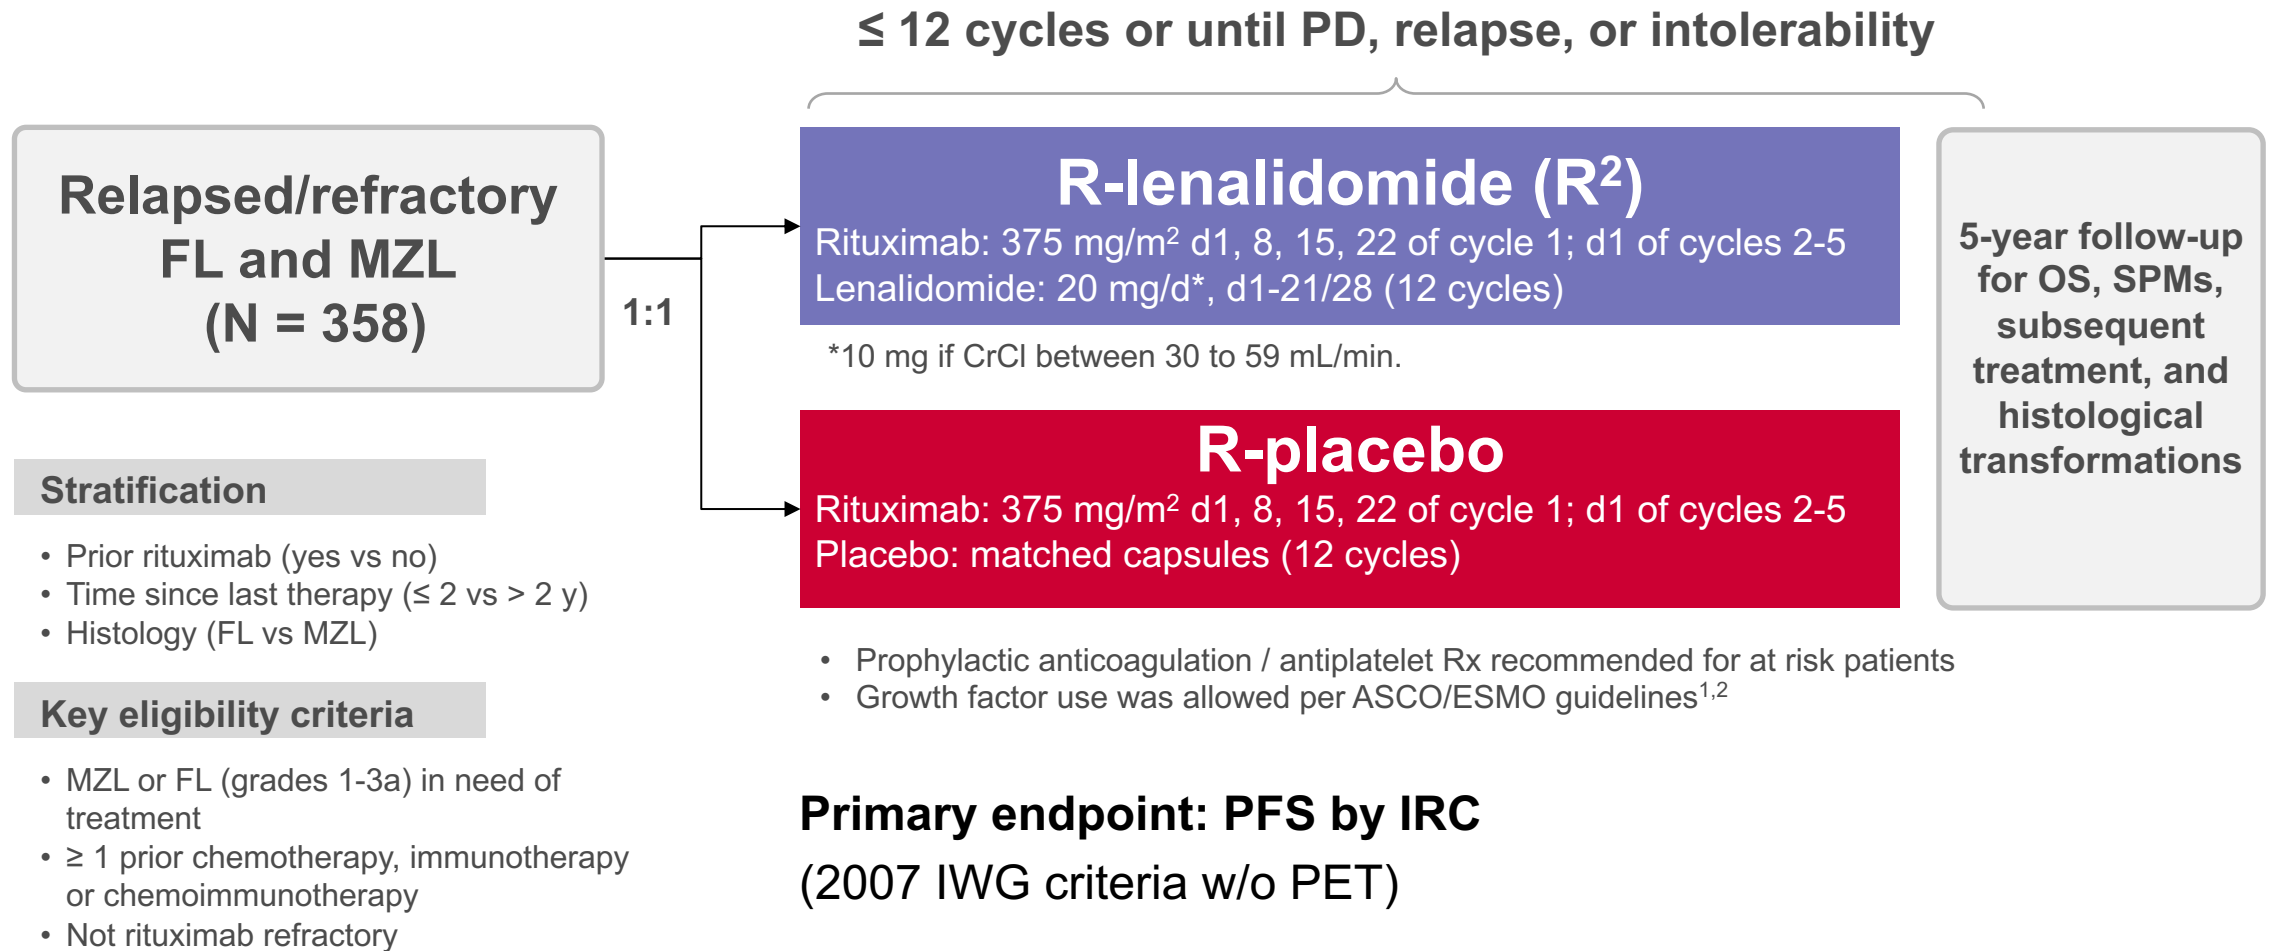 ≤ 12 cycles or until PD, relapse, or intolerability
Relapsed/refractory
FL and MZL
(N = 358)
1:1
R-lenalidomide (R²)
Rituximab: 375 mg/m² d1, 8, 15, 22 of cycle 1; d1 of cycles 2-5
Lenalidomide: 20 mg/d*, d1-21/28 (12 cycles)
*10 mg if CrCl between 30 to 59 mL/min.
R-placebo
Rituximab: 375 mg/m² d1, 8, 15, 22 of cycle 1; d1 of cycles 2-5
Placebo: matched capsules (12 cycles)
5-year follow-up
for OS, SPMs,
subsequent
treatment, and
histological
transformations
Stratification
• Prior rituximab (yes vs no)
• Time since last therapy (≤ 2 vs > 2 y)
• Histology (FL vs MZL)
Key eligibility criteria
• MZL or FL (grades 1-3a) in need of
treatment
• ≥ 1 prior chemotherapy, immunotherapy
or chemoimmunotherapy
• Not rituximab refractory
• Prophylactic anticoagulation / antiplatelet Rx recommended for at risk patients
• Growth factor use was allowed per ASCO/ESMO guidelines¹,²
Primary endpoint: PFS by IRC
(2007 IWG criteria w/o PET)